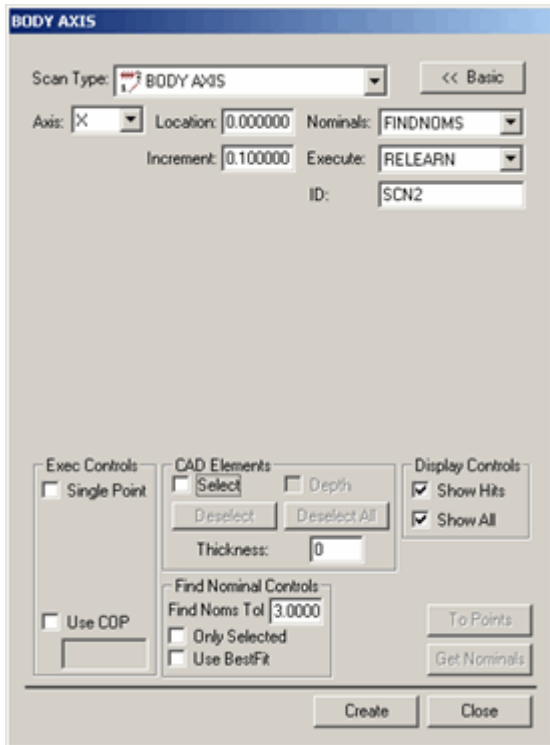 BODY AXIS
Scan Type: BODY AXIS << Basic
Axis: X Location: 0.000000 Nominals: FINDNOMS
Increment: 0.100000 Execute: RELEARN
ID: SCN2
Exec Controls CAD Elements Display Controls
Single Point Select Depth Show Hits
Deselect Deselect All Show All
Thickness: 0
Find Nominal Controls
Use COP Find Noms Tol 3.0000 To Points
Only Selected
Use BestFit Get Nominals
Create Close